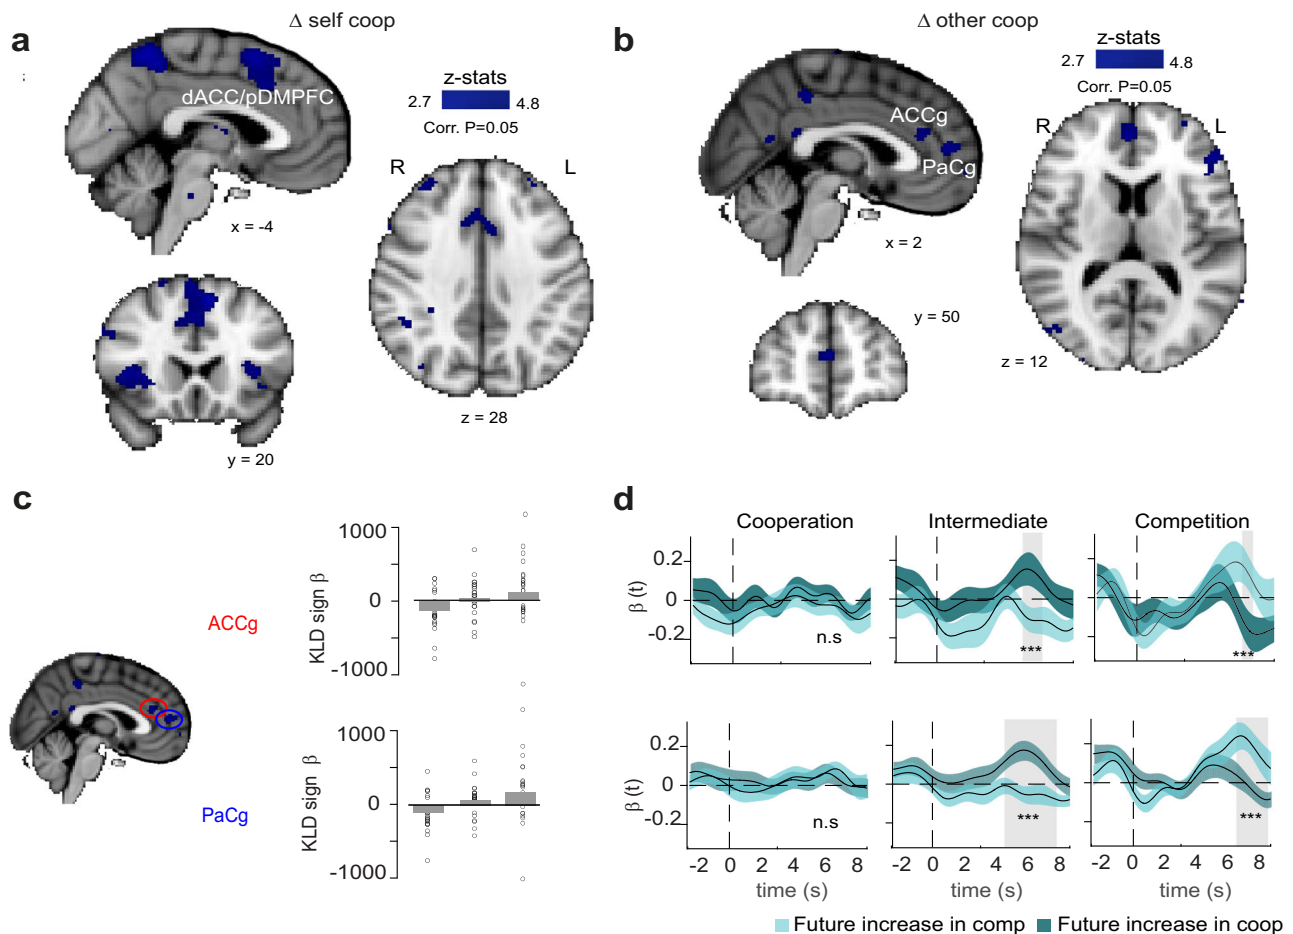 a
Δ self coop
dACC/pDMPFC
x = -4
z-stats
2.7 4.8
Corr. P=0.05
R L
z = 28
y = 20
b
Δ other coop
ACCg
PaCg
x = 2
z-stats
2.7 4.8
Corr. P=0.05
R L
y = 50
z = 12
c
ACCg
PaCg
KLD sign β
1000
0
-1000
KLD sign β
1000
0
-1000
d
Cooperation Intermediate Competition
β (t)
0.2
0
-0.2
n.s *** ***
β (t)
0.2
0
-0.2
n.s *** ***
-2 0 2 4 6 8 -2 0 2 4 6 8 -2 0 2 4 6 8
time (s) time (s) time (s)
Future increase in comp Future increase in coop